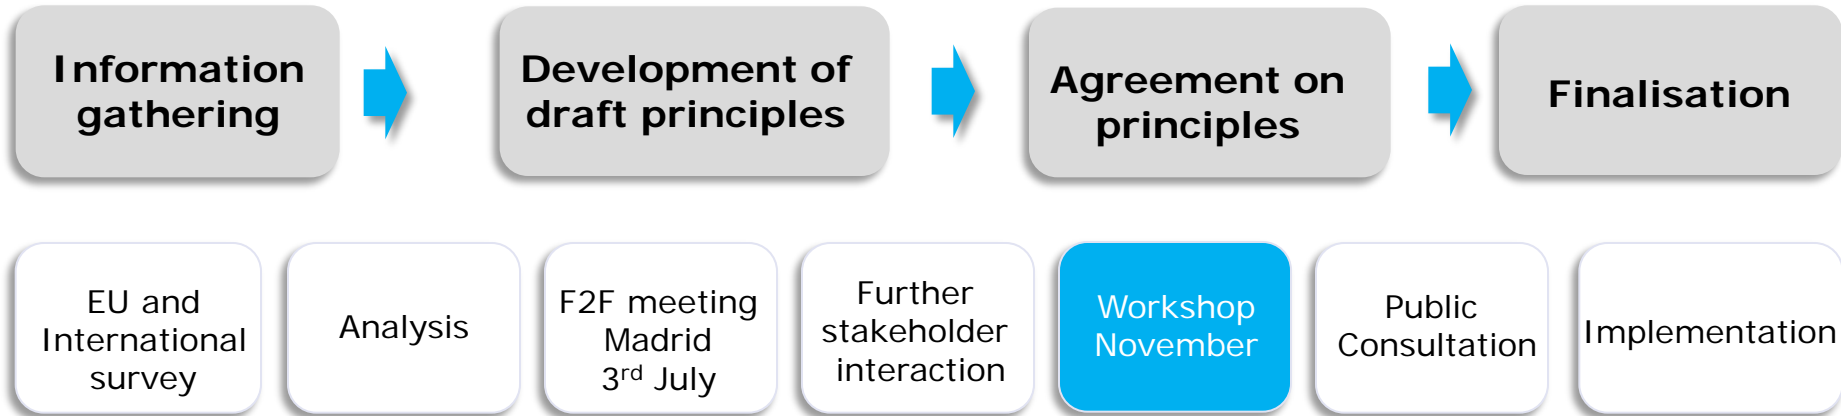 Information
gathering
Development of
draft principles
Agreement on
principles
Finalisation
EU and
International
survey
Analysis
F2F meeting
Madrid
3rd July
Further
stakeholder
interaction
Workshop
November
Public
Consultation
Implementation